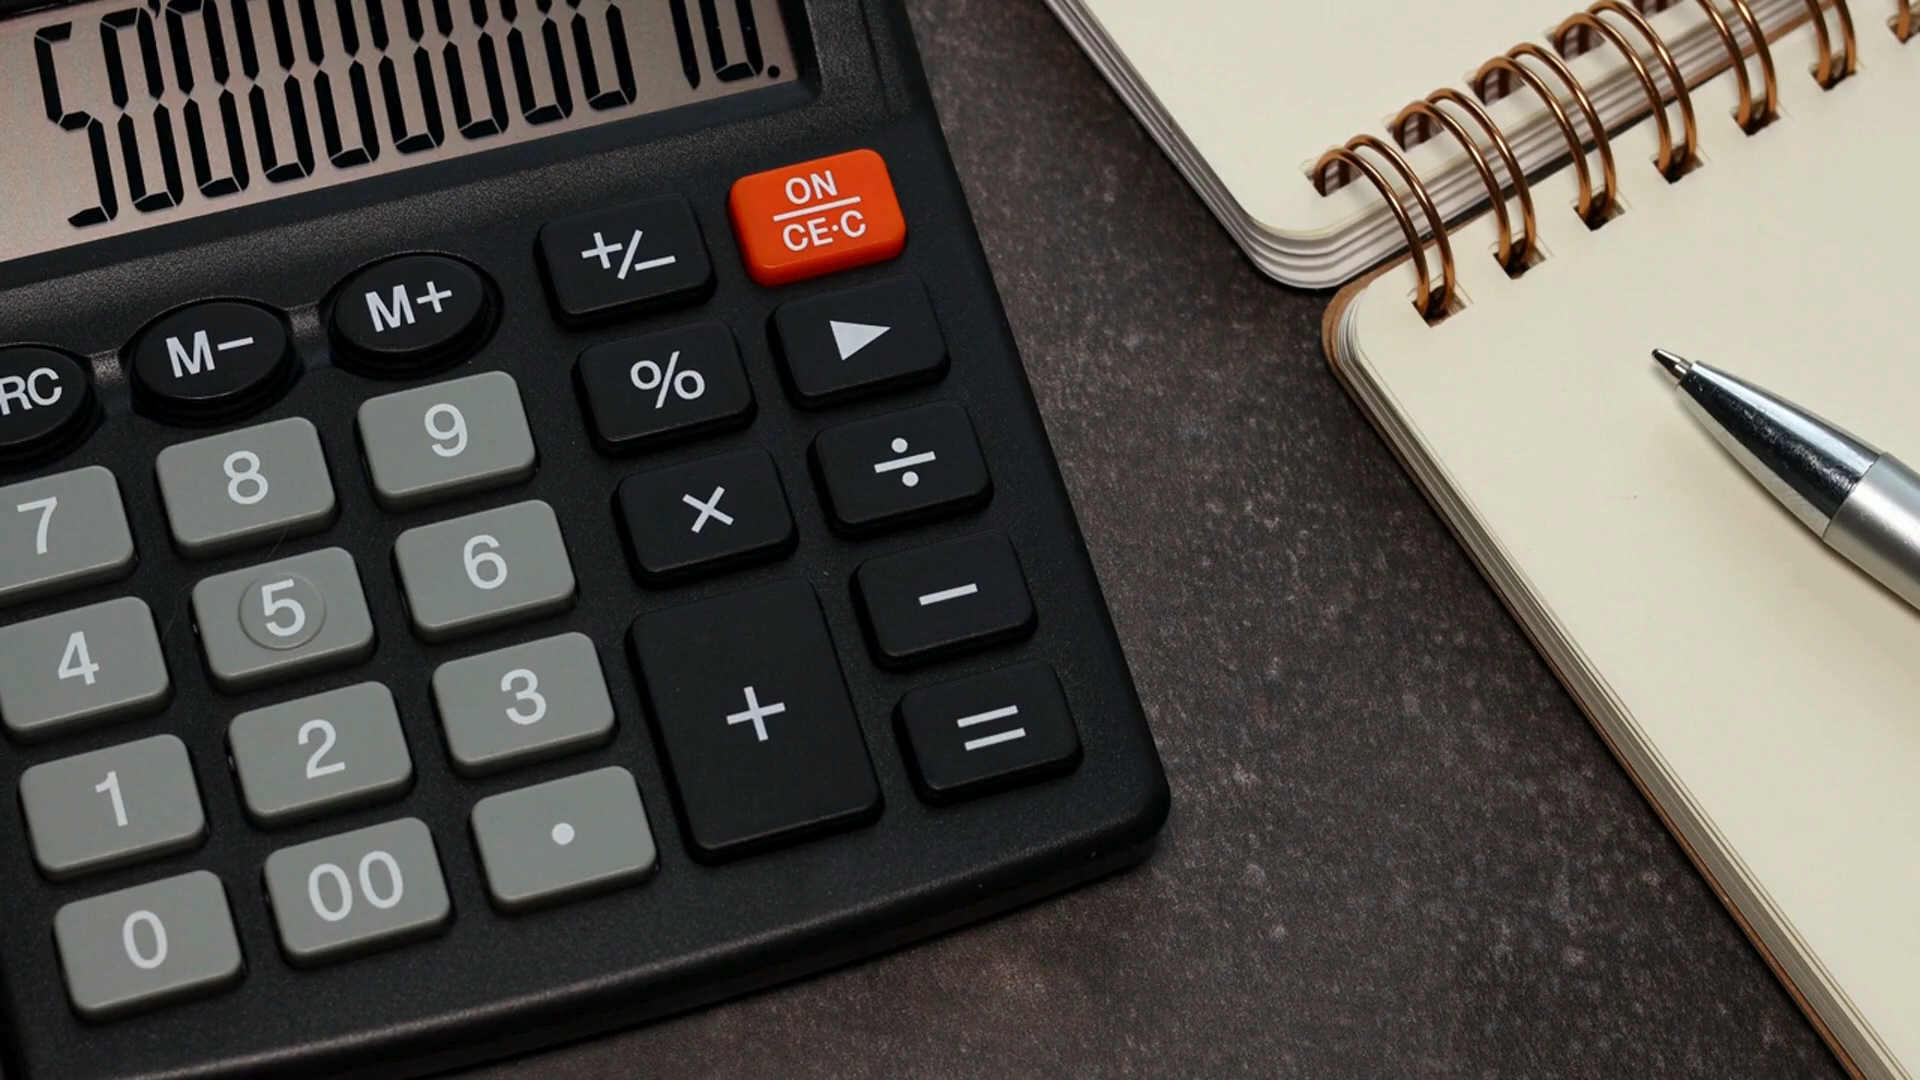 RC M− M+ +/− ON
CE·C
7 8 9 % ▶
4 5 6 × ÷
1 2 3 + −
0 00 · =